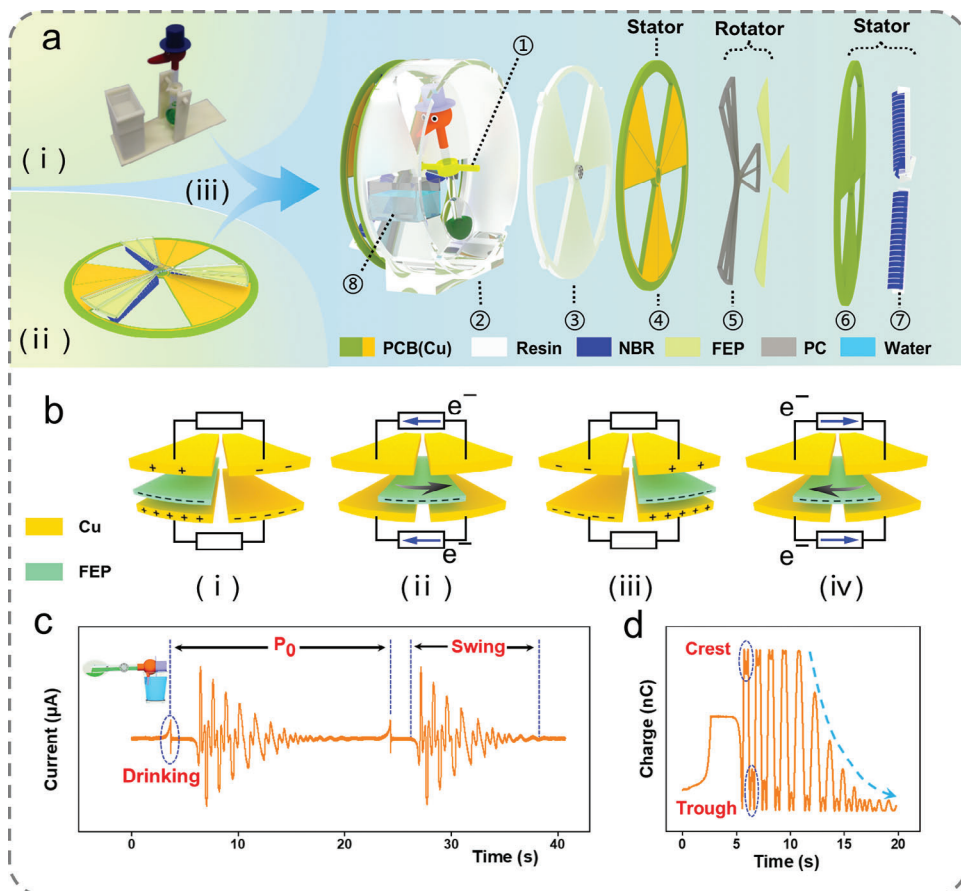 a
Stator
Rotator
Stator
①
(i)
(iii)
(ii)
⑧
②
③
④
⑤
⑥
⑦
PCB(Cu)
Resin
NBR
FEP
PC
Water
b
e⁻
e⁻
+ + - -
- - + +
- - - - - - - -
+ + + + +
- - - - -
- - - - -
+ + + + +
Cu
FEP
e⁻
e⁻
(i)
(ii)
(iii)
(iv)
c
P₀
Swing
Drinking
Current (μA)
0
10
20
30
40
Time (s)
d
Crest
Trough
Charge (nC)
0
5
10
15
20
Time (s)